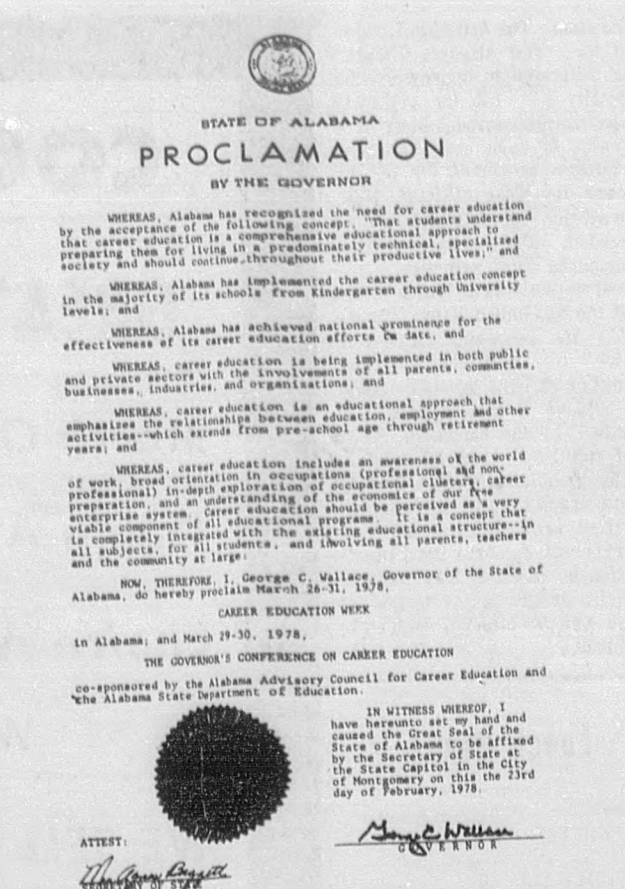 STATE OF ALABAMA
PROCLAMATION
BY THE GOVERNOR
WHEREAS, Alabama has recognized the need for career education
by the acceptance of the following concept, "That students understand
that career education is a comprehensive educational approach to
preparing them for living in a predominately technical, specialized
society and should continue throughout their productive lives;" and
WHEREAS, Alabama has implemented the career education concept
in the majority of its schools from Kindergarten through University
levels; and
WHEREAS, Alabama has achieved national prominence for the
effectiveness of its career education efforts to date, and
WHEREAS, career education is being implemented in both public
and private sectors with the involvements of all parents, communties,
businesses, industries, and organizations; and
WHEREAS, career education is an educational approach that
emphasizes the relationships between education, employment and other
activities--which extends from pre-school age through retirement
years; and
WHEREAS, career education includes an awareness of the world
of work, broad orientation in occupations (professional and non-
professional) in-depth exploration of occupational clusters, career
preparation, and an understanding of the economics of our free
enterprise system. Career education should be perceived as a very
viable component of all educational programs. It is a concept that
is completely integrated with the existing educational structure--in
all subjects, for all students, and involving all parents, teachers
and the community at large.
NOW, THEREFORE, I, George C. Wallace, Governor of the State of
Alabama, do hereby proclaim March 26-31, 1978,
CAREER EDUCATION WEEK
in Alabama; and March 29-30, 1978,
THE GOVERNOR'S CONFERENCE ON CAREER EDUCATION
co-sponsored by the Alabama Advisory Council for Career Education and
the Alabama State Department of Education.
IN WITNESS WHEREOF, I
have hereunto set my hand and
caused the Great Seal of the
State of Alabama to be affixed
by the Secretary of State at
the State Capitol in the City
of Montgomery on this the 23rd
day of February, 1978.
ATTEST:
George C. Wallace
GOVERNOR
SECRETARY OF STATE